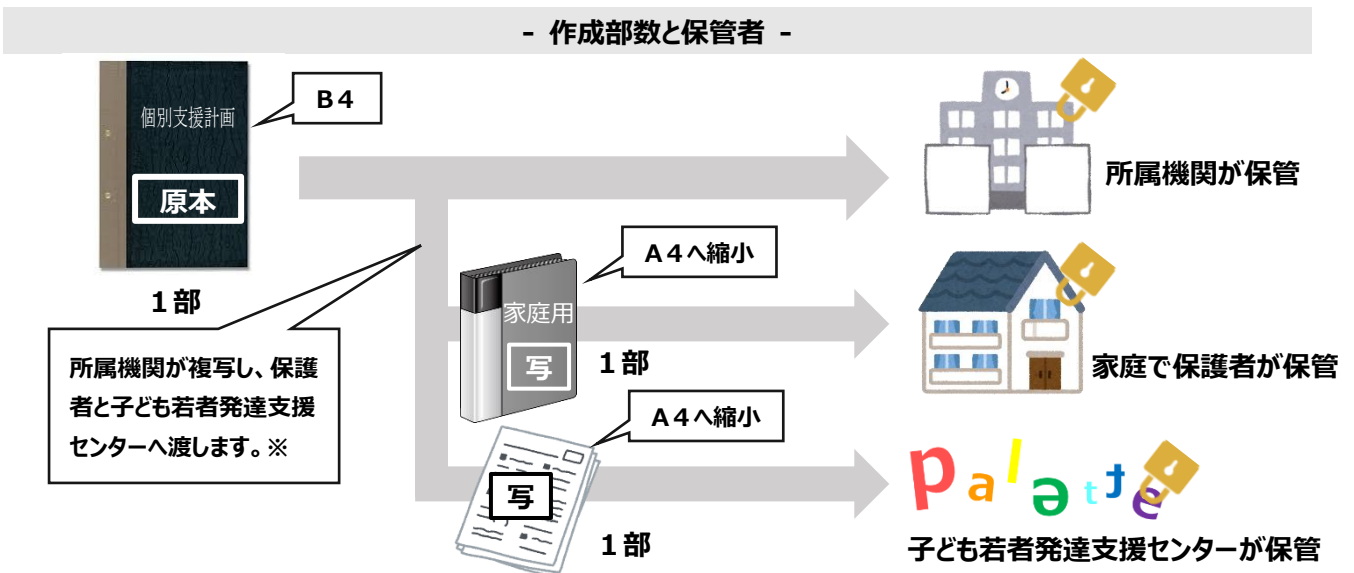 - 作成部数と保管者 -
個別支援計画
原本
B4
1部
所属機関が複写し、保護
者と子ども若者発達支援
センターへ渡します。※
所属機関が保管
A4へ縮小
家庭用
写
1部
家庭で保護者が保管
A4へ縮小
写
1部
palette
子ども若者発達支援センターが保管